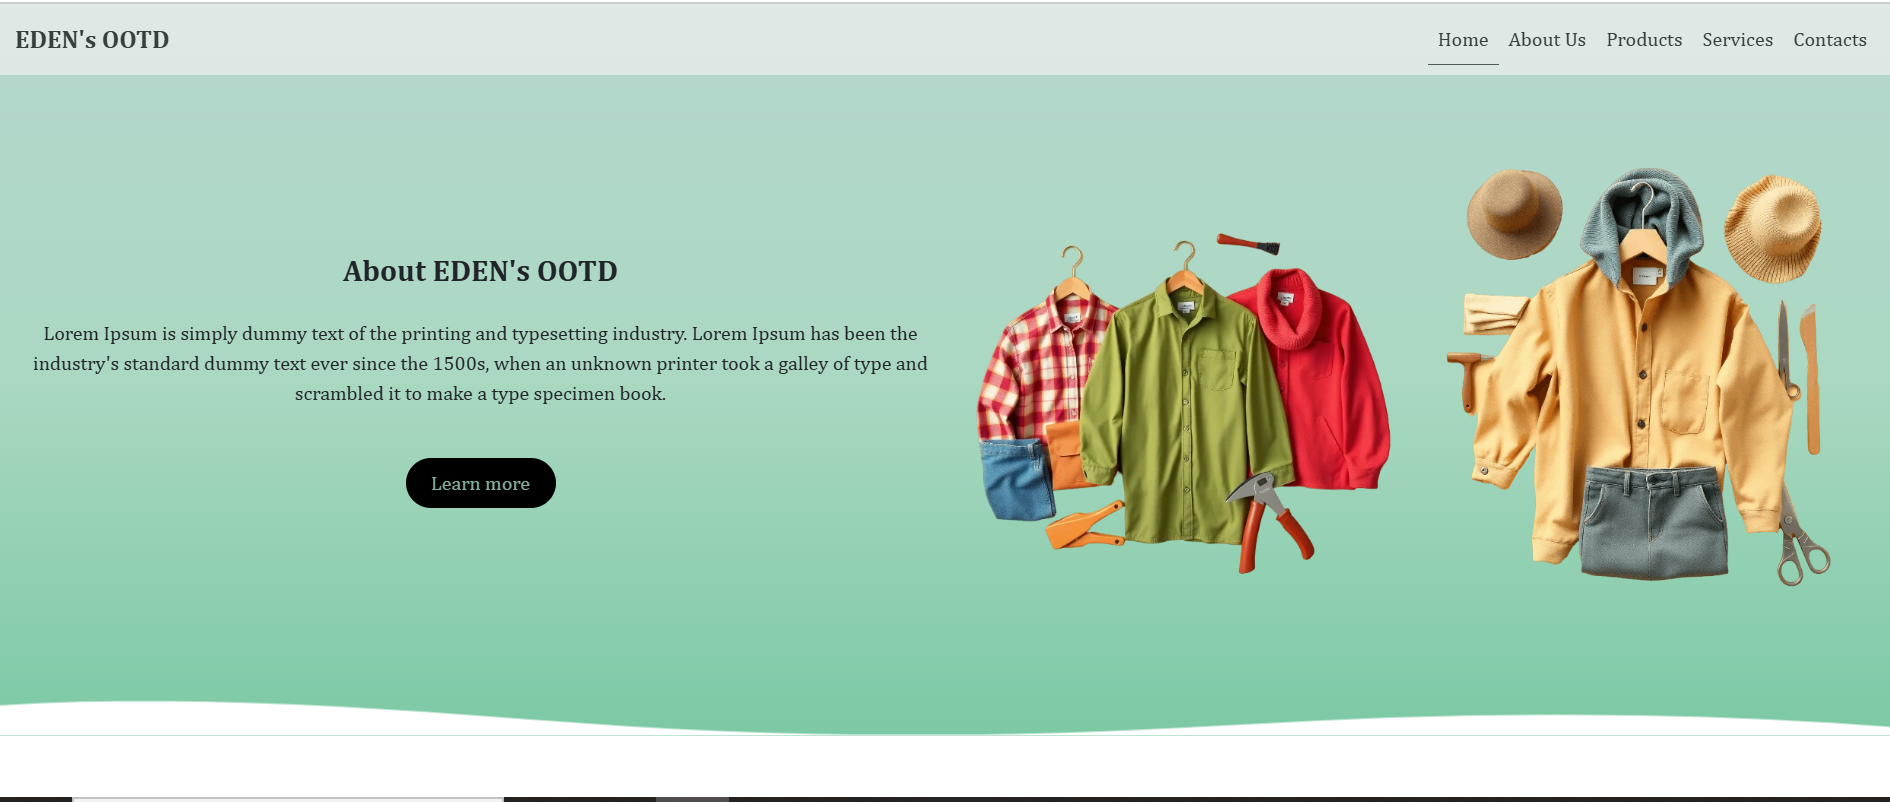 EDEN's OOTD
Home About Us Products Services Contacts
About EDEN's OOTD
Lorem Ipsum is simply dummy text of the printing and typesetting industry. Lorem Ipsum has been the
industry's standard dummy text ever since the 1500s, when an unknown printer took a galley of type and
scrambled it to make a type specimen book.
Learn more